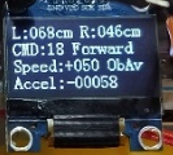 L:068cm R:046cm
CMD:18 Forward
Speed:+050 ObAv
Accel:-00058